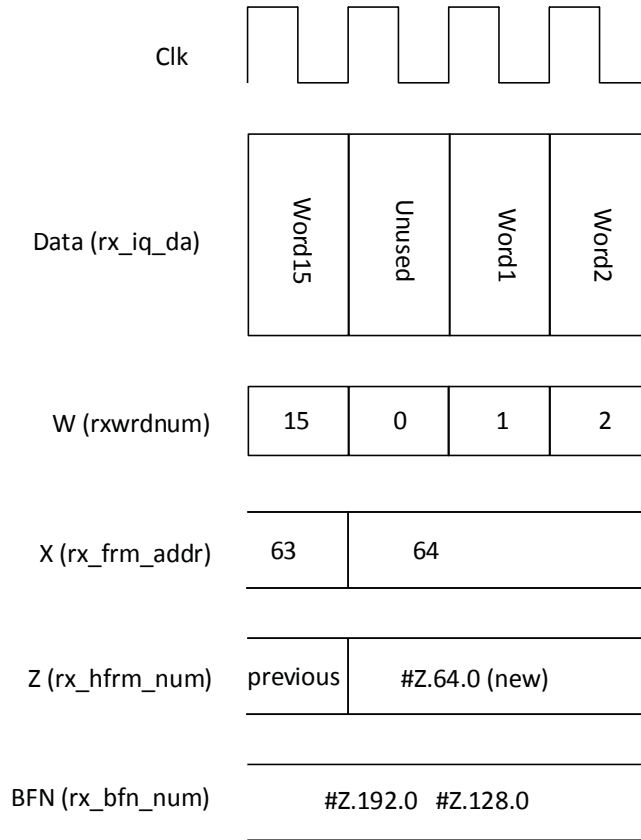 Clk
Data (rx_iq_da)
Word15
Unused
Word1
Word2
W (rxwrdnum)
15 0 1 2
X (rx_frm_addr)
63 64
Z (rx_hfrm_num)
previous #Z.64.0 (new)
BFN (rx_bfn_num)
#Z.192.0 #Z.128.0